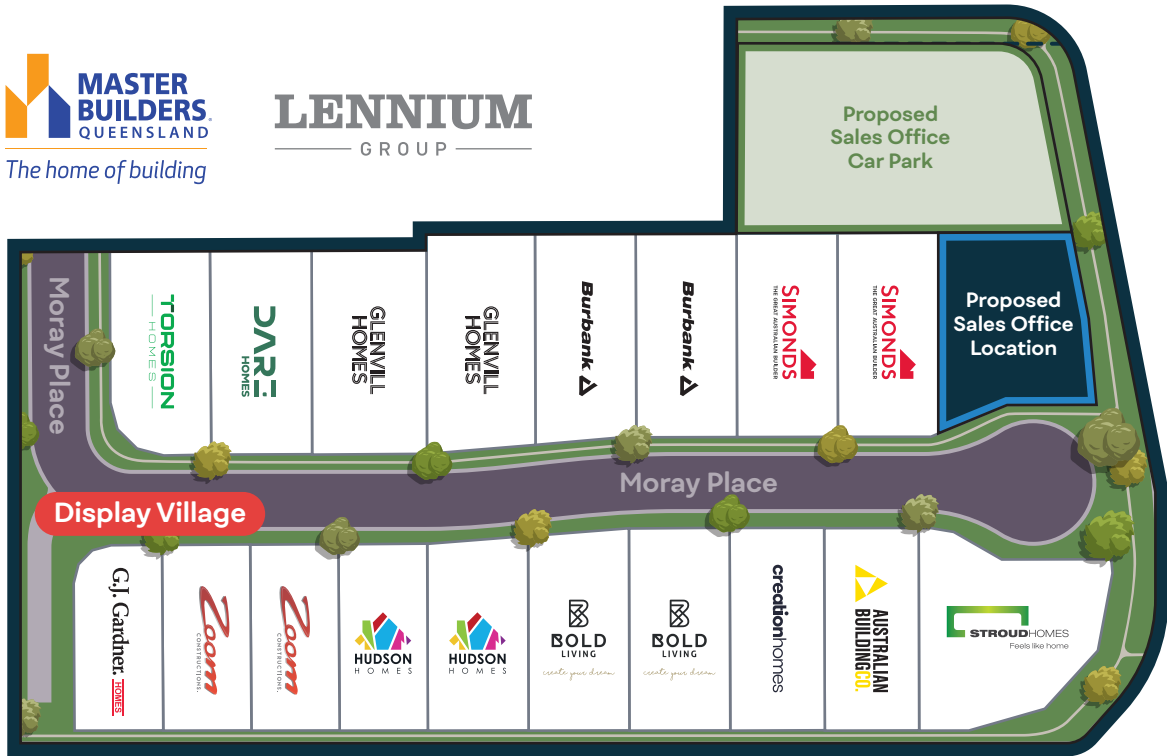 MASTER
BUILDERS
QUEENSLAND
The home of building
LENNIUM
GROUP
Proposed
Sales Office
Car Park
Moray Place
TORSION
HOMES
DARE
HOMES
GLENVILL
HOMES
GLENVILL
HOMES
Burbank
Burbank
SIMONDS
THE GREAT AUSTRALIAN BUILDER
SIMONDS
THE GREAT AUSTRALIAN BUILDER
Proposed
Sales Office
Location
Moray Place
Display Village
G.J. Gardner.
HOMES
Zoom
CONSTRUCTIONS.
Zoom
CONSTRUCTIONS.
HUDSON
HOMES
HUDSON
HOMES
BOLD
LIVING
create your dream
BOLD
LIVING
create your dream
creationhomes
AUSTRALIAN
BUILDINGCO.
STROUDHOMES
Feels like home